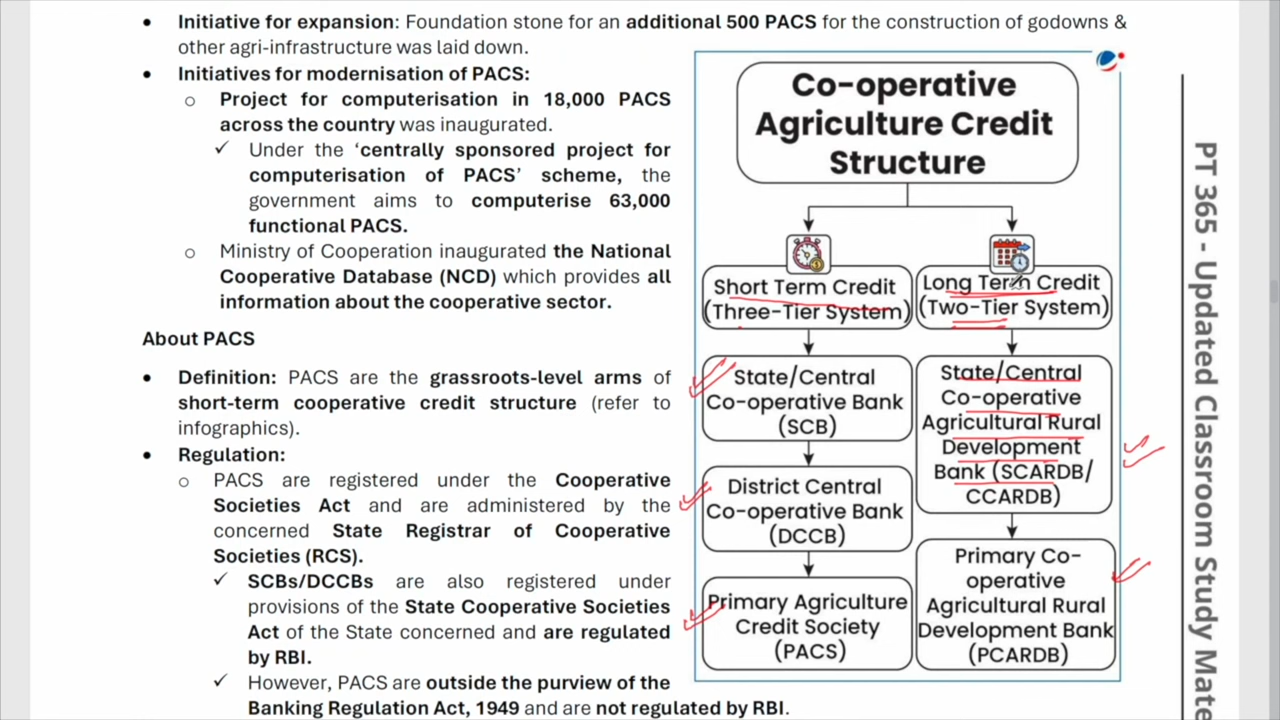 • Initiative for expansion: Foundation stone for an additional 500 PACS for the construction of godowns &
other agri-infrastructure was laid down.
• Initiatives for modernisation of PACS:
o Project for computerisation in 18,000 PACS
across the country was inaugurated.
✓ Under the ‘centrally sponsored project for
computerisation of PACS’ scheme, the
government aims to computerise 63,000
functional PACS.
o Ministry of Cooperation inaugurated the National
Cooperative Database (NCD) which provides all
information about the cooperative sector.
About PACS
• Definition: PACS are the grassroots-level arms of
short-term cooperative credit structure (refer to
infographics).
• Regulation:
o PACS are registered under the Cooperative
Societies Act and are administered by the
concerned State Registrar of Cooperative
Societies (RCS).
✓ SCBs/DCCBs are also registered under
provisions of the State Cooperative Societies
Act of the State concerned and are regulated
by RBI.
✓ However, PACS are outside the purview of the
Banking Regulation Act, 1949 and are not regulated by RBI.
Co-operative
Agriculture Credit
Structure
Short Term Credit
(Three-Tier System)
State/Central
Co-operative Bank
(SCB)
District Central
Co-operative Bank
(DCCB)
Primary Agriculture
Credit Society
(PACS)
Long Term Credit
(Two-Tier System)
State/Central
Co-operative
Agricultural Rural
Development
Bank (SCARDB/
CCARDB)
Primary Co-
operative
Agricultural Rural
Development Bank
(PCARDB)
PT 365 - Updated Classroom Study Mate